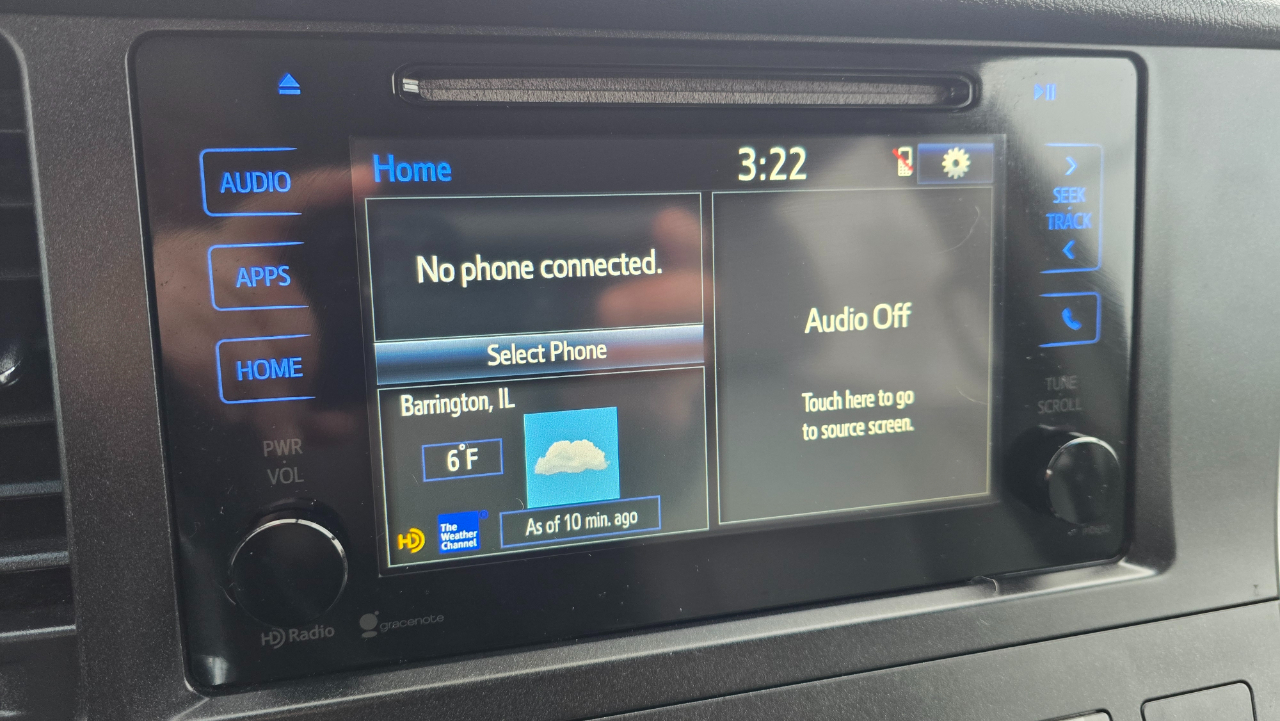 AUDIO
APPS
HOME
PWR
VOL
HD Radio
gracenote
Home
3:22
No phone connected.
Select Phone
Barrington, IL
6°F
HD
The
Weather
Channel
As of 10 min. ago
Audio Off
Touch here to go
to source screen.
SEEK
TRACK
TUNE
SCROLL